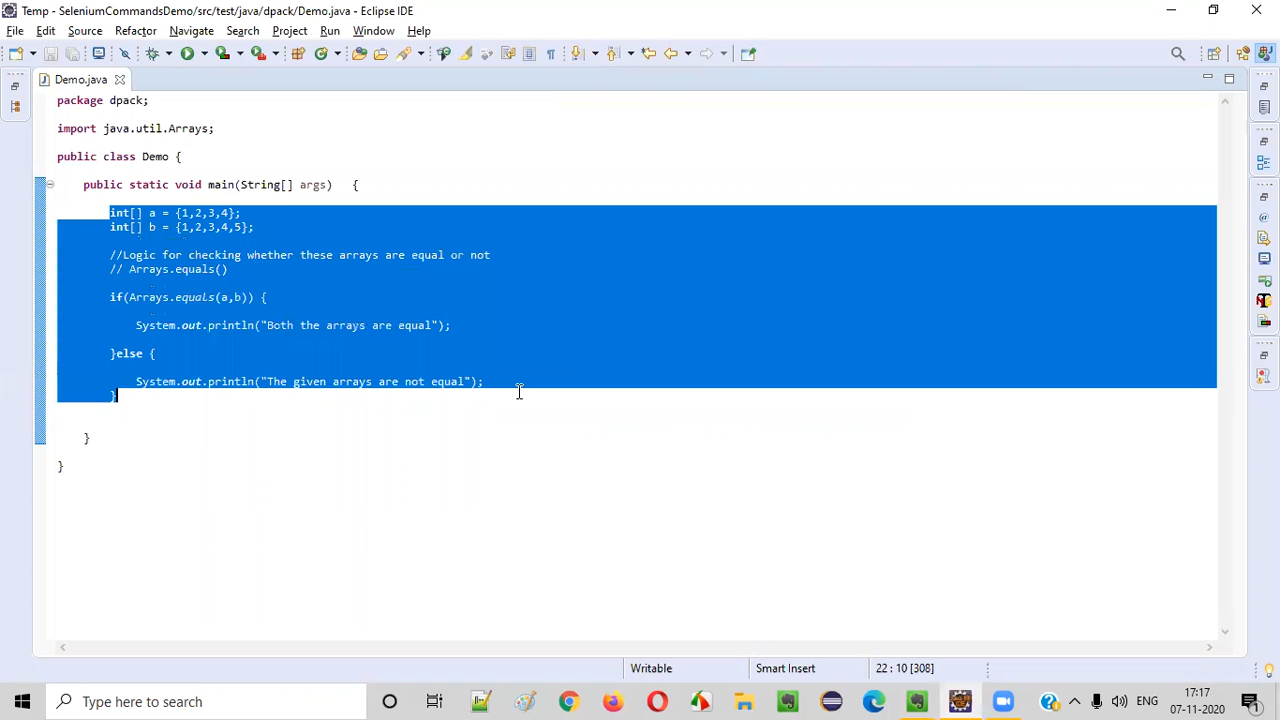 Temp - SeleniumCommandsDemo/src/test/java/dpack/Demo.java - Eclipse IDE
File Edit Source Refactor Navigate Search Project Run Window Help
Demo.java
package dpack;
import java.util.Arrays;
public class Demo {
public static void main(String[] args) {
int[] a = {1,2,3,4};
int[] b = {1,2,3,4,5};
//Logic for checking whether these arrays are equal or not
// Arrays.equals()
if(Arrays.equals(a,b)) {
System.out.println("Both the arrays are equal");
}else {
System.out.println("The given arrays are not equal");
}
}
}
Writable Smart Insert 22 : 10 [308]
Type here to search
17:17
ENG
07-11-2020